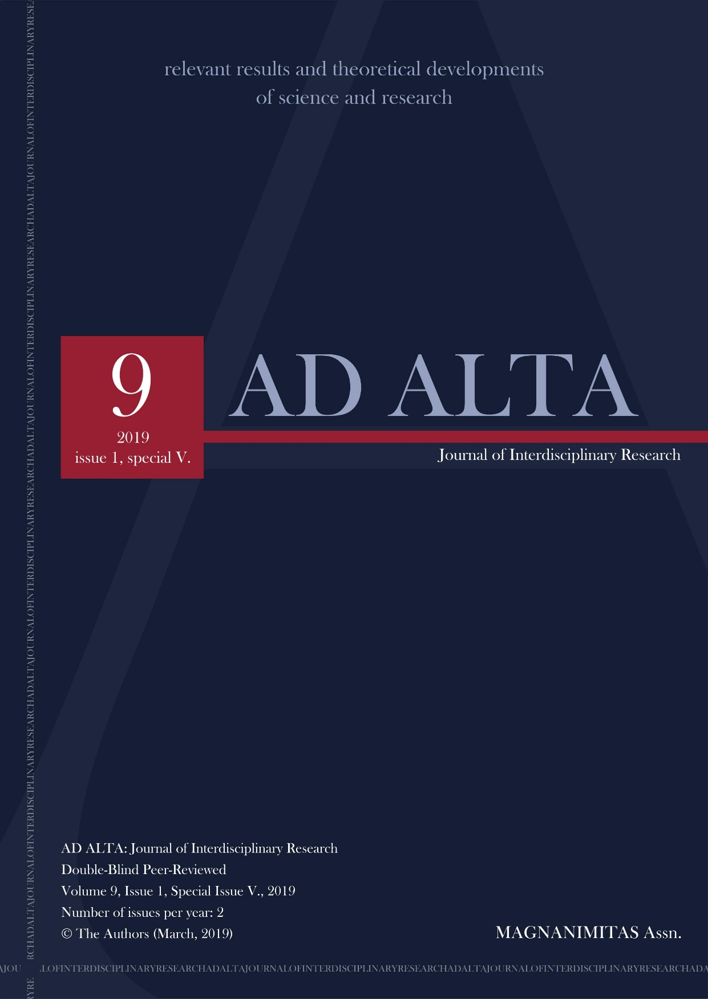 relevant results and theoretical developments
of science and research
9
2019
issue 1, special V.
AD ALTA
Journal of Interdisciplinary Research
AD ALTA: Journal of Interdisciplinary Research
Double-Blind Peer-Reviewed
Volume 9, Issue 1, Special Issue V., 2019
Number of issues per year: 2
© The Authors (March, 2019)
MAGNANIMITAS Assn.
RCHADALTAJOURNALOFINTERDISCIPLINARYRESEARCHADALTAJOURNALOFINTERDISCIPLINARYRESEARCHADALTAJOURNALOFINTERDISCIPLINARYRESEARCHADALTAJOURNALOFINTERDISCIPLINARYRESEA
AJOU
LOFINTERDISCIPLINARYRESEARCHADALTAJOURNALOFINTERDISCIPLINARYRESEARCHADALTAJOURNALOFINTERDISCIPLINARYRESEARCHADA
RYRE